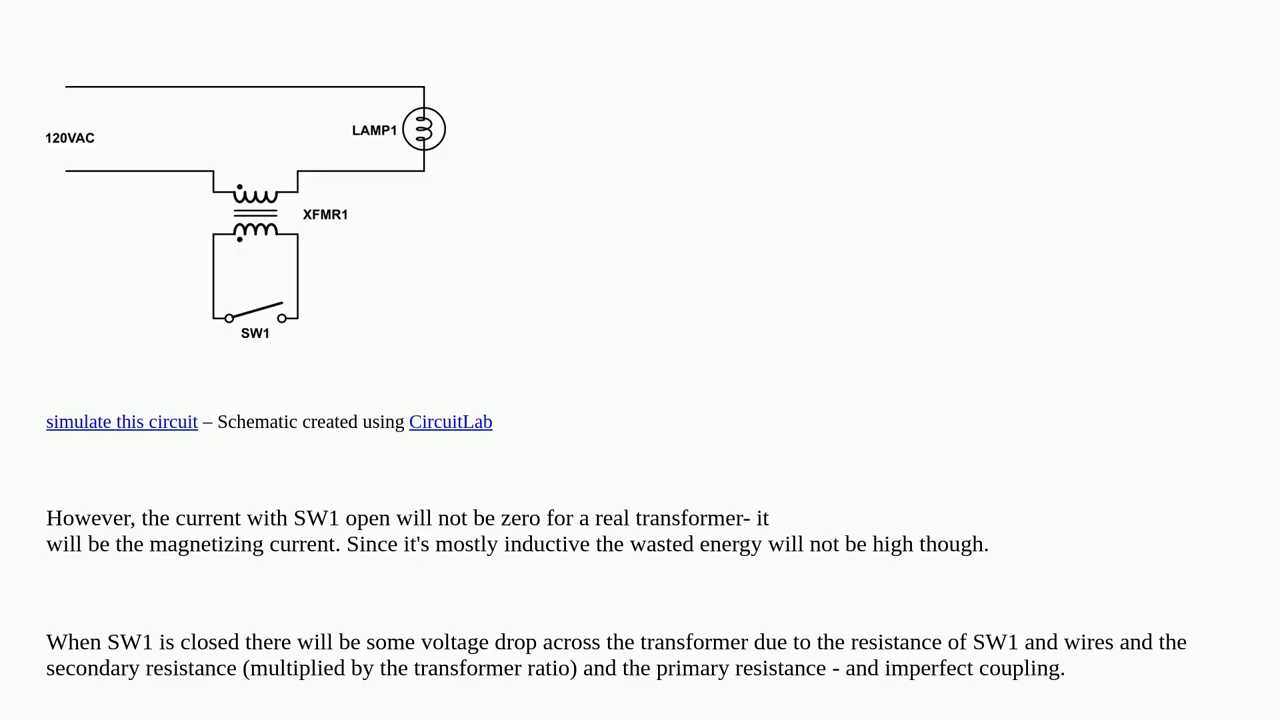 120VAC
LAMP1
XFMR1
SW1
simulate this circuit – Schematic created using CircuitLab
However, the current with SW1 open will not be zero for a real transformer- it
will be the magnetizing current. Since it's mostly inductive the wasted energy will not be high though.
When SW1 is closed there will be some voltage drop across the transformer due to the resistance of SW1 and wires and the
secondary resistance (multiplied by the transformer ratio) and the primary resistance - and imperfect coupling.